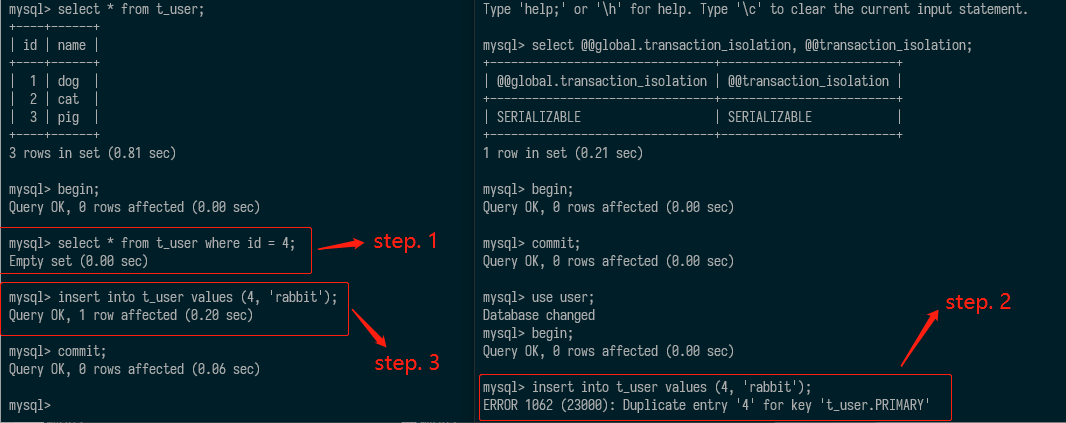 mysql> select * from t_user;
+----+------+
| id | name |
+----+------+
| 1 | dog |
| 2 | cat |
| 3 | pig |
+----+------+
3 rows in set (0.81 sec)
mysql> begin;
Query OK, 0 rows affected (0.00 sec)
mysql> select * from t_user where id = 4;
Empty set (0.00 sec)
step. 1
mysql> insert into t_user values (4, 'rabbit');
Query OK, 1 row affected (0.20 sec)
step. 3
mysql> commit;
Query OK, 0 rows affected (0.06 sec)
mysql>
Type 'help;' or '\h' for help. Type '\c' to clear the current input statement.
mysql> select @@global.transaction_isolation, @@transaction_isolation;
+--------------------------------+-------------------------+
| @@global.transaction_isolation | @@transaction_isolation |
+--------------------------------+-------------------------+
| SERIALIZABLE | SERIALIZABLE |
+--------------------------------+-------------------------+
1 row in set (0.21 sec)
mysql> begin;
Query OK, 0 rows affected (0.00 sec)
mysql> commit;
Query OK, 0 rows affected (0.00 sec)
mysql> use user;
Database changed
mysql> begin;
Query OK, 0 rows affected (0.00 sec)
step. 2
mysql> insert into t_user values (4, 'rabbit');
ERROR 1062 (23000): Duplicate entry '4' for key 't_user.PRIMARY'